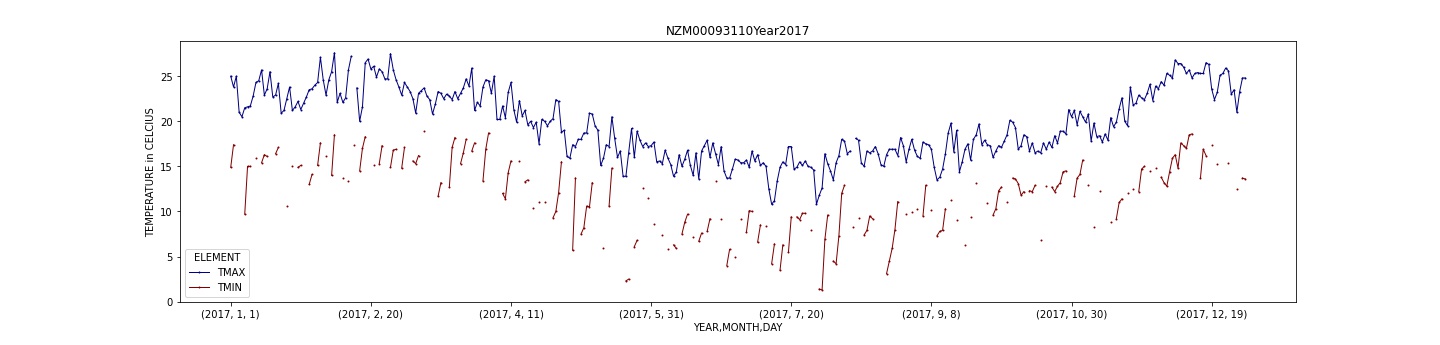 NZM00093110Year2017
TEMPERATURE in CELCIUS
25
20
15
10
5
0
ELEMENT
TMAX
TMIN
(2017, 1, 1) (2017, 2, 20) (2017, 4, 11) (2017, 5, 31) (2017, 7, 20) (2017, 9, 8) (2017, 10, 30) (2017, 12, 19)
YEAR,MONTH,DAY